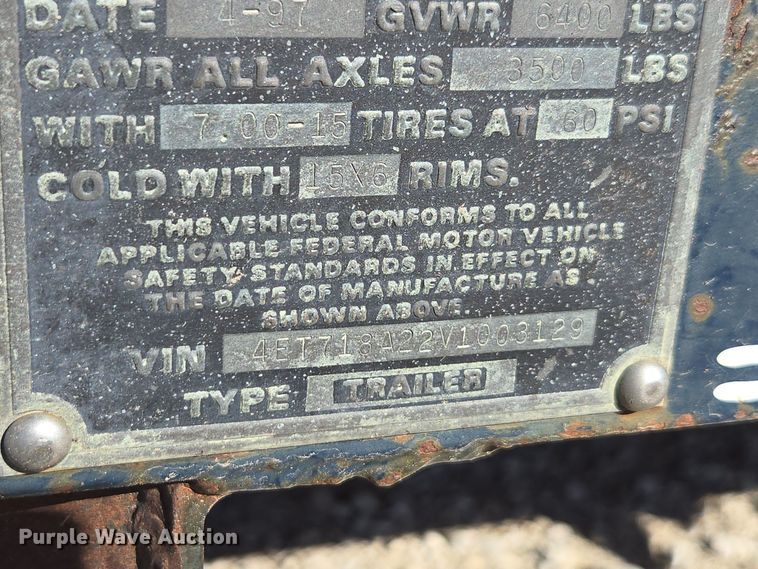 DATE 4-97 GVWR 6400 LBS
GAWR ALL AXLES 3500 LBS
WITH 7.00-15 TIRES AT 60 PSI
COLD WITH 15X6 RIMS.
THIS VEHICLE CONFORMS TO ALL
APPLICABLE FEDERAL MOTOR VEHICLE
SAFETY STANDARDS IN EFFECT ON
THE DATE OF MANUFACTURE AS
SHOWN ABOVE.
VIN 4ET718A22V1003129
TYPE TRAILER
Purple Wave Auction